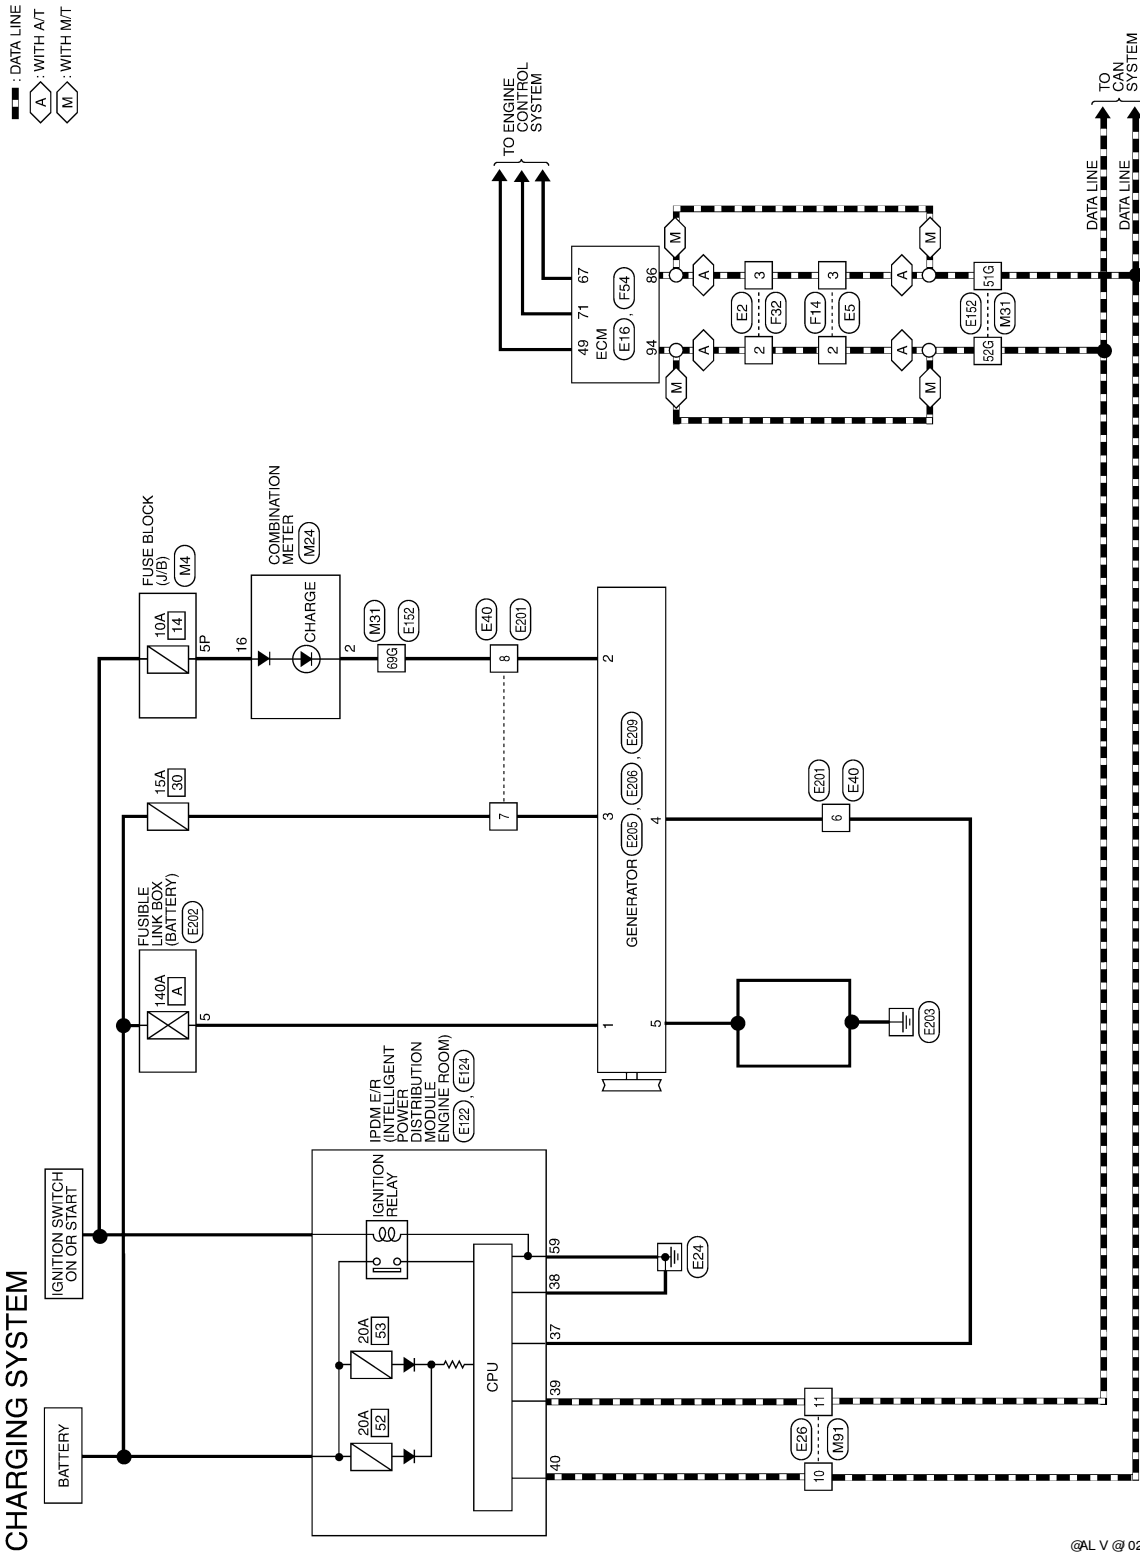 CHARGING SYSTEM
: DATA LINE
A : WITH A/T
M : WITH M/T
BATTERY
IGNITION SWITCH
ON OR START
FUSIBLE
LINK BOX
(BATTERY)
E202
140A
A
5
15A
30
FUSE BLOCK
(J/B)
M4
10A
14
5P
COMBINATION
METER
M24
16
CHARGE
2
69G
M31
E152
7
8
E40
E201
IPDM E/R
(INTELLIGENT
POWER
DISTRIBUTION
MODULE
ENGINE ROOM)
E122 , E124
IGNITION
RELAY
20A
52
20A
53
CPU
40
39
37
38
59
E24
GENERATOR E205 , E206 , E209
1
3
2
5
4
E203
6
E201
E40
10
11
E26
M91
TO ENGINE
CONTROL
SYSTEM
49
71
67
ECM
E16 , F54
94
86
M
M
A
A
2
3
E2
F32
2
3
F14
E5
A
A
M
M
52G
51G
E152
M31
DATA LINE
DATA LINE
TO
CAN
SYSTEM